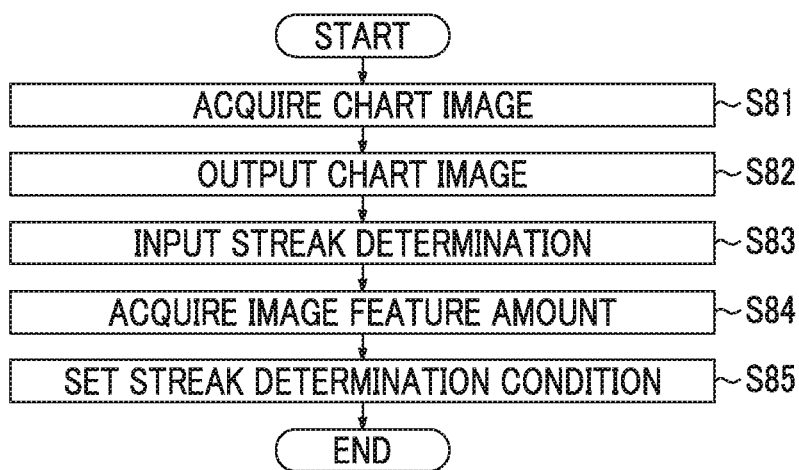 START
ACQUIRE CHART IMAGE S81
OUTPUT CHART IMAGE S82
INPUT STREAK DETERMINATION S83
ACQUIRE IMAGE FEATURE AMOUNT S84
SET STREAK DETERMINATION CONDITION S85
END